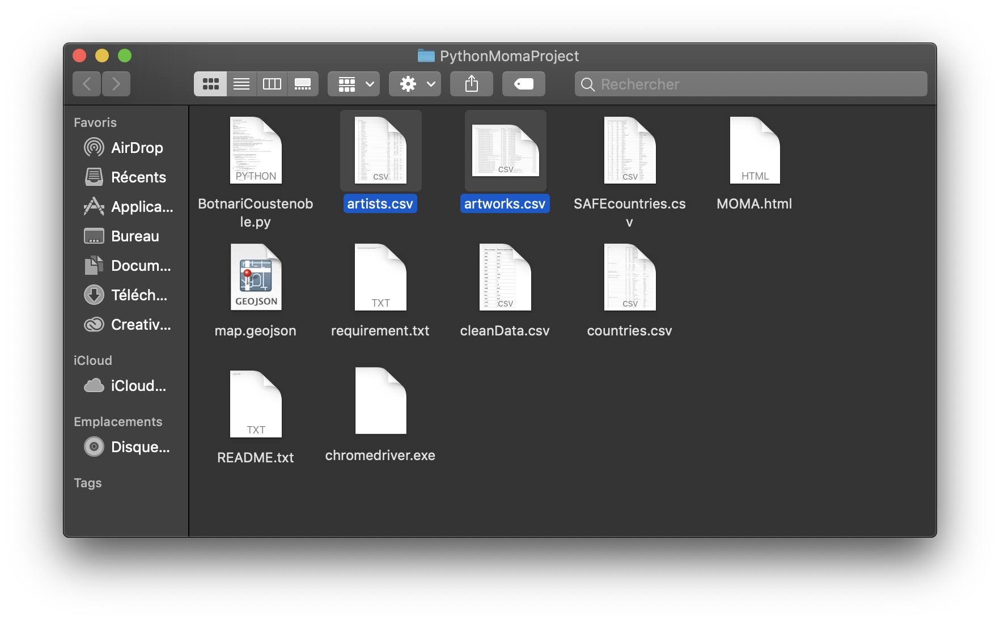 PythonMomaProject
Rechercher
Favoris
AirDrop
Récents
Applica...
Bureau
Docum...
Téléch...
Creativ...
iCloud
iCloud...
Emplacements
Disque...
Tags
PYTHON
CSV
CSV
CSV
HTML
BotnariCoustenob
le.py
artists.csv
artworks.csv
SAFEcountries.cs
v
MOMA.html
GEOJSON
TXT
CSV
CSV
map.geojson
requirement.txt
cleanData.csv
countries.csv
TXT
README.txt
chromedriver.exe